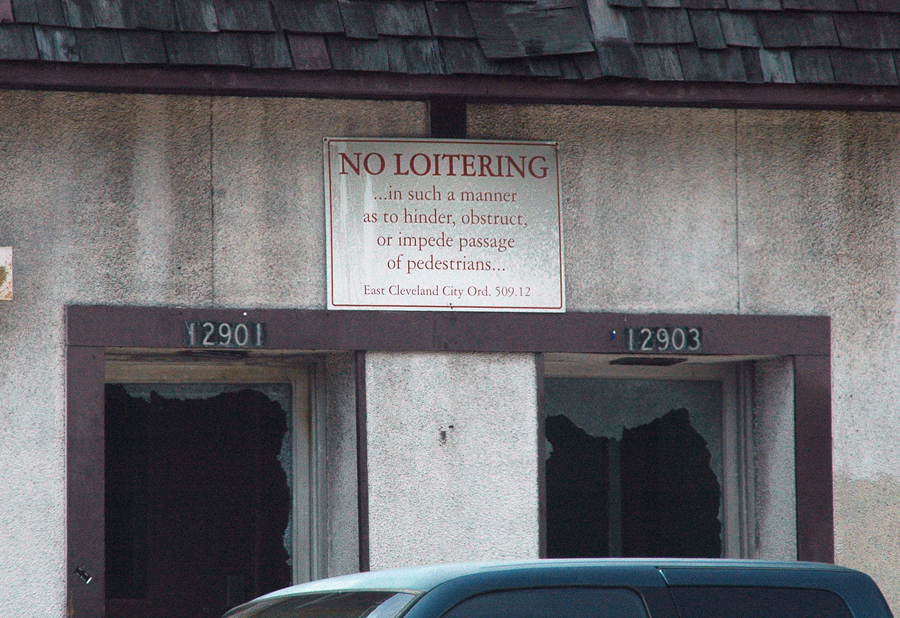 NO LOITERING
...in such a manner
as to hinder, obstruct,
or impede passage
of pedestrians...
East Cleveland City Ord. 509.12
12901
12903